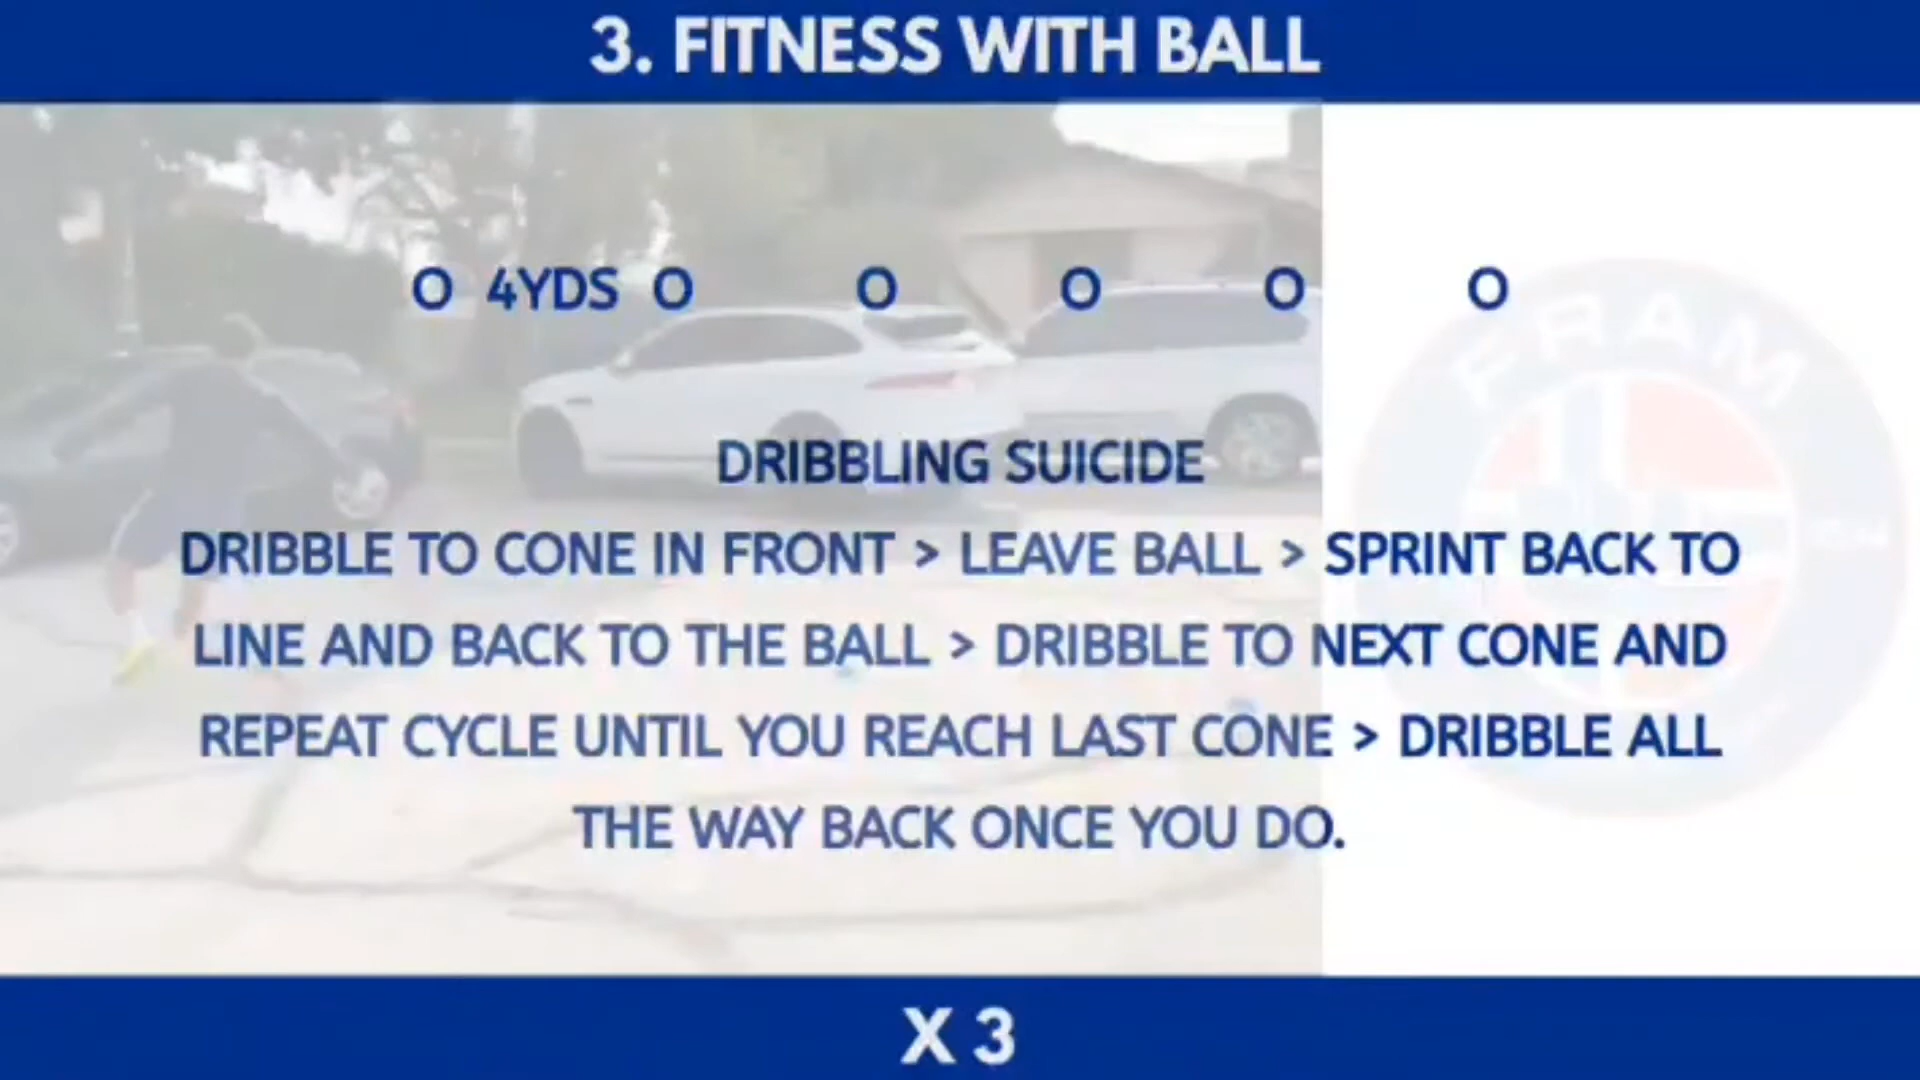 3. FITNESS WITH BALL
O 4YDS O O O O O
DRIBBLING SUICIDE
DRIBBLE TO CONE IN FRONT > LEAVE BALL > SPRINT BACK TO
LINE AND BACK TO THE BALL > DRIBBLE TO NEXT CONE AND
REPEAT CYCLE UNTIL YOU REACH LAST CONE > DRIBBLE ALL
THE WAY BACK ONCE YOU DO.
FRAM
X 3